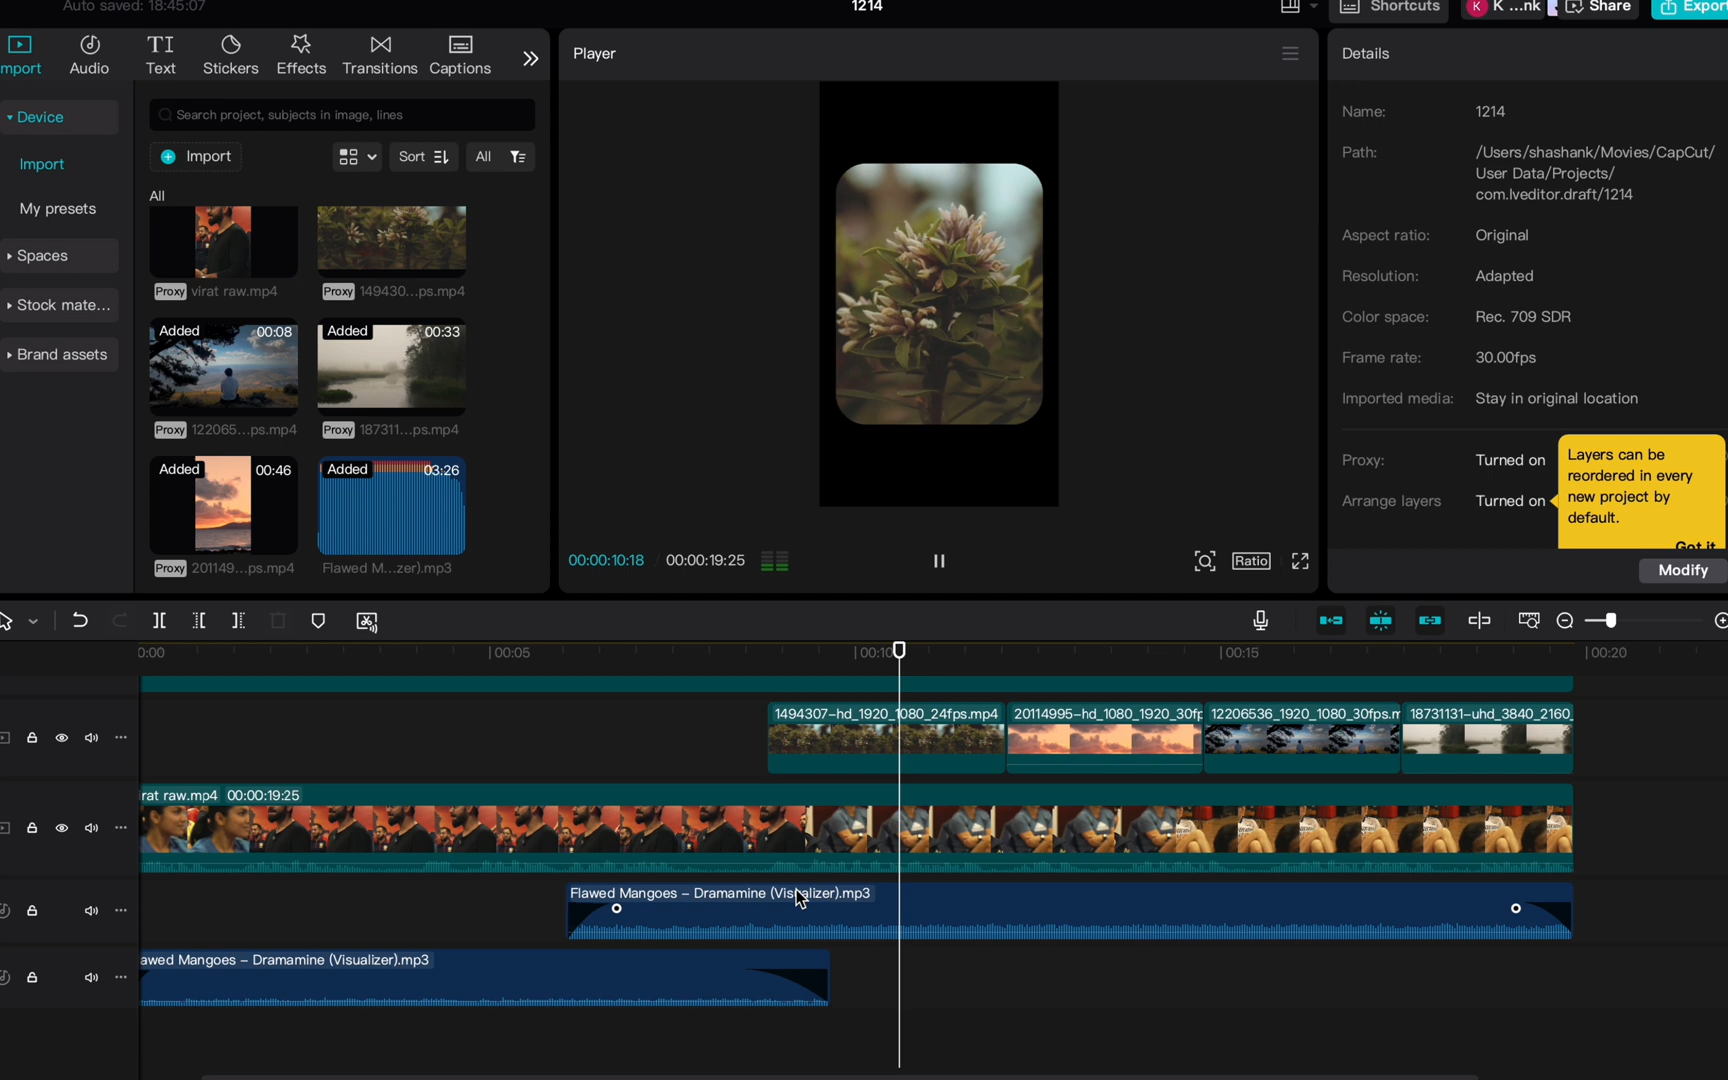 Auto saved: 18:45:07
1214
Shortcuts
K
K ...nk
Share
Export
Import
Audio
TI
Text
Stickers
Effects
Transitions
Captions
Player
Details
Device
Import
My presets
Spaces
Stock mate...
Brand assets
Search project, subjects in image, lines
Import
Sort
All
All
Proxy virat raw.mp4
Proxy 149430...ps.mp4
Added 00:08
Added 00:33
Proxy 122065...ps.mp4
Proxy 187311...ps.mp4
Added 00:46
Added 03:26
Proxy 201149...ps.mp4
Flawed M...zer).mp3
00:00:10:18 / 00:00:19:25
Ratio
Name: 1214
Path: /Users/shashank/Movies/CapCut/
User Data/Projects/
com.lveditor.draft/1214
Aspect ratio: Original
Resolution: Adapted
Color space: Rec. 709 SDR
Frame rate: 30.00fps
Imported media: Stay in original location
Proxy: Turned on
Arrange layers Turned on
Layers can be
reordered in every
new project by
default.
Got it
Modify
0:00
00:05
00:10
00:15
00:20
1494307-hd_1920_1080_24fps.mp4
20114995-hd_1080_1920_30fp
12206536_1920_1080_30fps.m
18731131-uhd_3840_2160_
irat raw.mp4 00:00:19:25
Flawed Mangoes – Dramamine (Visualizer).mp3
awed Mangoes – Dramamine (Visualizer).mp3